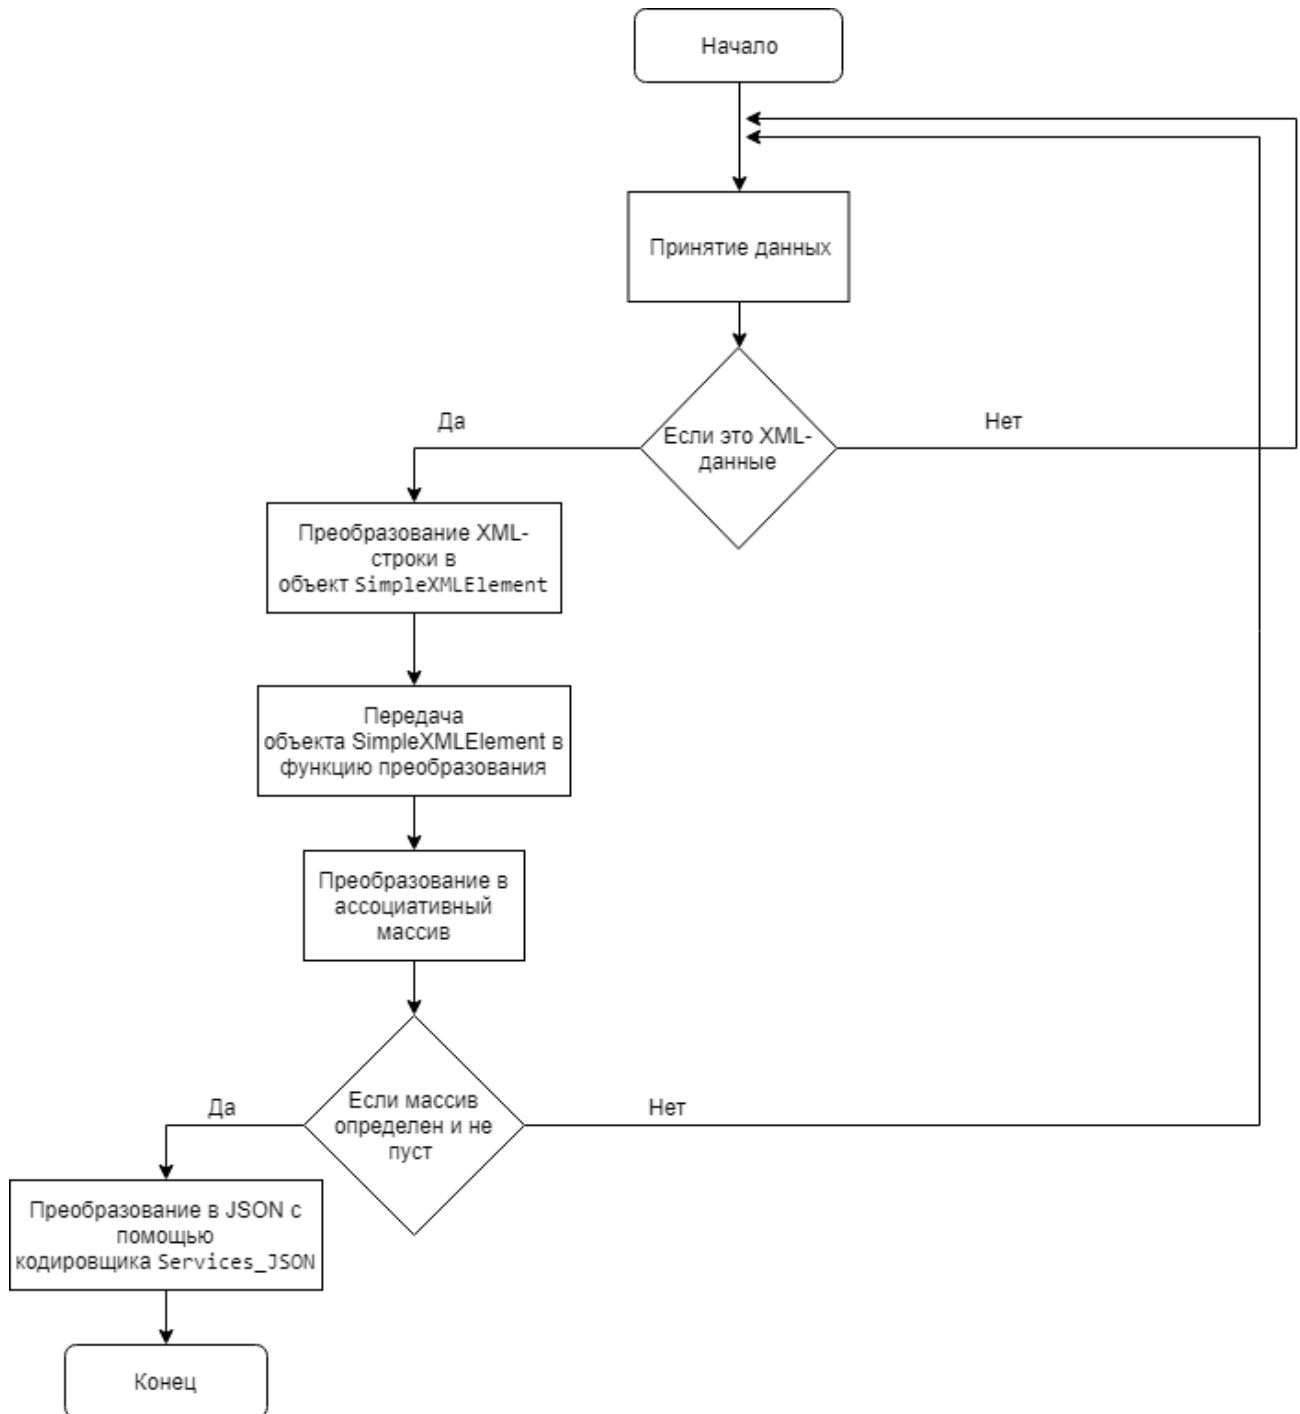 Начало
Принятие данных
Да
Нет
Если это XML-
данные
Преобразование XML-
строки в
объект SimpleXMLElement
Передача
объекта SimpleXMLElement в
функцию преобразования
Преобразование в
ассоциативный
массив
Да
Нет
Если массив
определен и не
пуст
Преобразование в JSON с
помощью
кодировщика Services_JSON
Конец